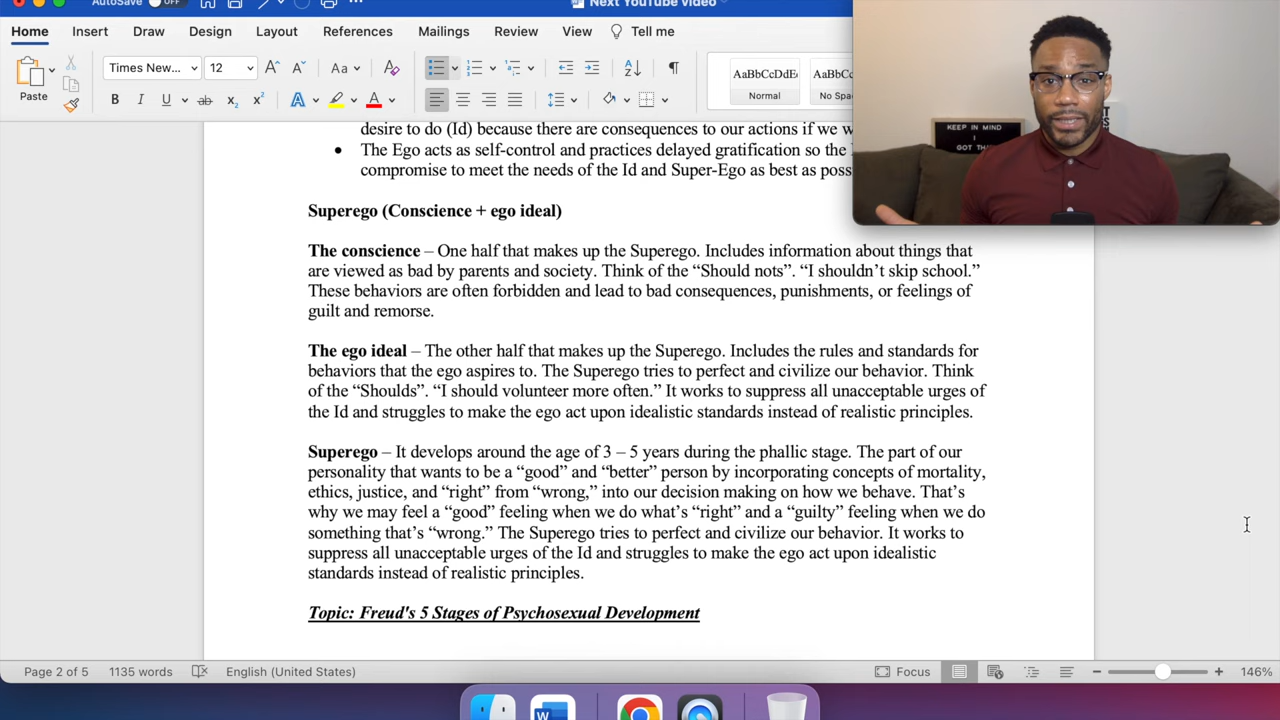 AutoSave OFF
Next YouTube video
Home Insert Draw Design Layout References Mailings Review View Tell me
Paste
Times New...
12
Aa
AaBbCcDdE
Normal
AaBbCc
No Spac
KEEP IN MIND
I
GOT TH
desire to do (Id) because there are consequences to our actions if we w
• The Ego acts as self-control and practices delayed gratification so the
compromise to meet the needs of the Id and Super-Ego as best as poss
Superego (Conscience + ego ideal)
The conscience – One half that makes up the Superego. Includes information about things that
are viewed as bad by parents and society. Think of the “Should nots”. “I shouldn’t skip school.”
These behaviors are often forbidden and lead to bad consequences, punishments, or feelings of
guilt and remorse.
The ego ideal – The other half that makes up the Superego. Includes the rules and standards for
behaviors that the ego aspires to. The Superego tries to perfect and civilize our behavior. Think
of the “Shoulds”. “I should volunteer more often.” It works to suppress all unacceptable urges of
the Id and struggles to make the ego act upon idealistic standards instead of realistic principles.
Superego – It develops around the age of 3 – 5 years during the phallic stage. The part of our
personality that wants to be a “good” and “better” person by incorporating concepts of mortality,
ethics, justice, and “right” from “wrong,” into our decision making on how we behave. That’s
why we may feel a “good” feeling when we do what’s “right” and a “guilty” feeling when we do
something that’s “wrong.” The Superego tries to perfect and civilize our behavior. It works to
suppress all unacceptable urges of the Id and struggles to make the ego act upon idealistic
standards instead of realistic principles.
Topic: Freud's 5 Stages of Psychosexual Development
Page 2 of 5 1135 words English (United States) Focus 146%